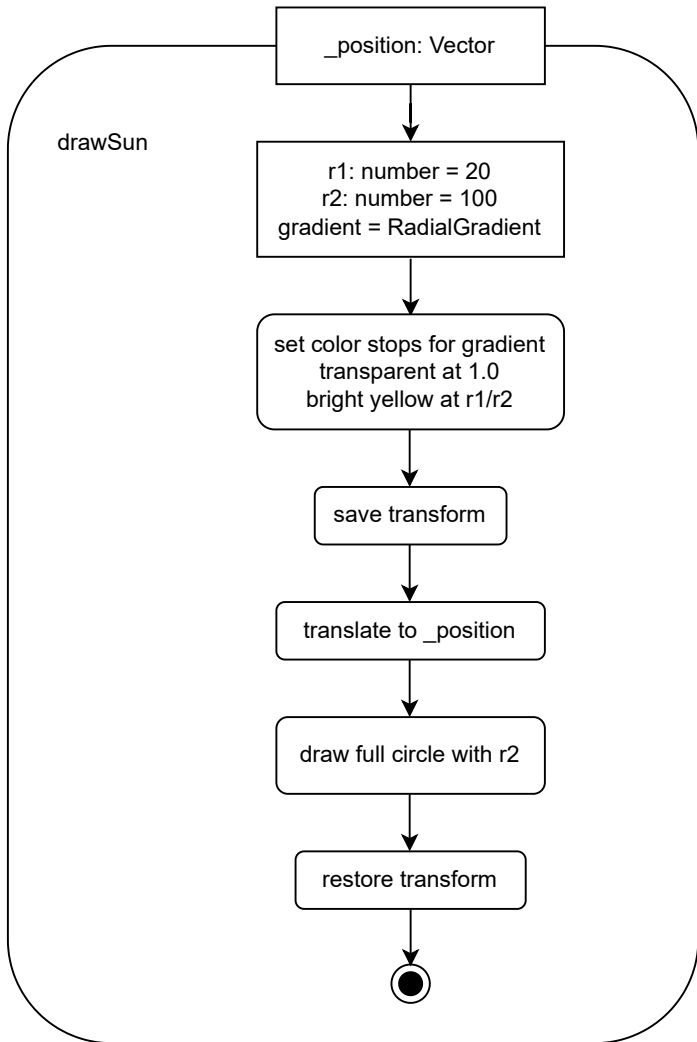 _position: Vector
drawSun
r1: number = 20
r2: number = 100
gradient = RadialGradient
set color stops for gradient
transparent at 1.0
bright yellow at r1/r2
save transform
translate to _position
draw full circle with r2
restore transform